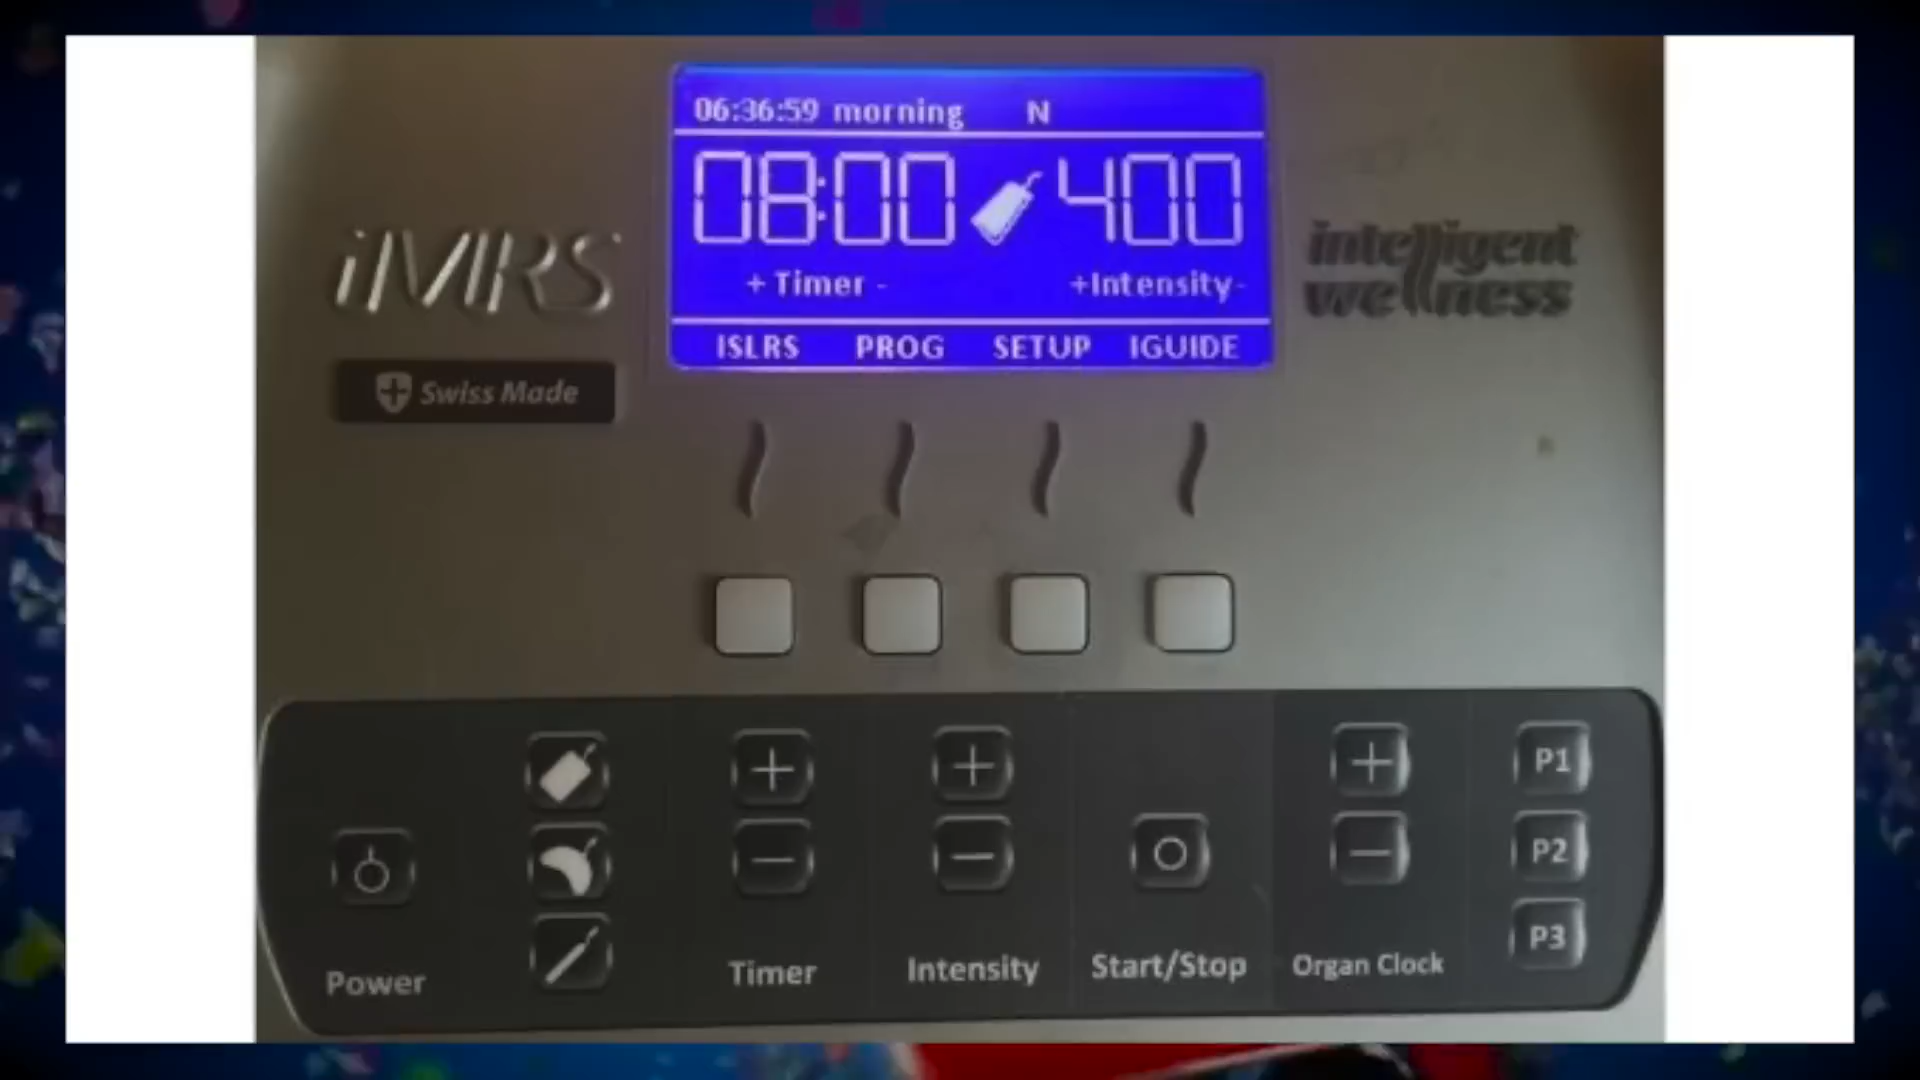 06:36:59 morning N
08:00 400
+ Timer - +Intensity-
ISLRS PROG SETUP IGUIDE
iMRS
Swiss Made
intelligent
wellness
P1
P2
P3
Power
Timer
Intensity
Start/Stop
Organ Clock